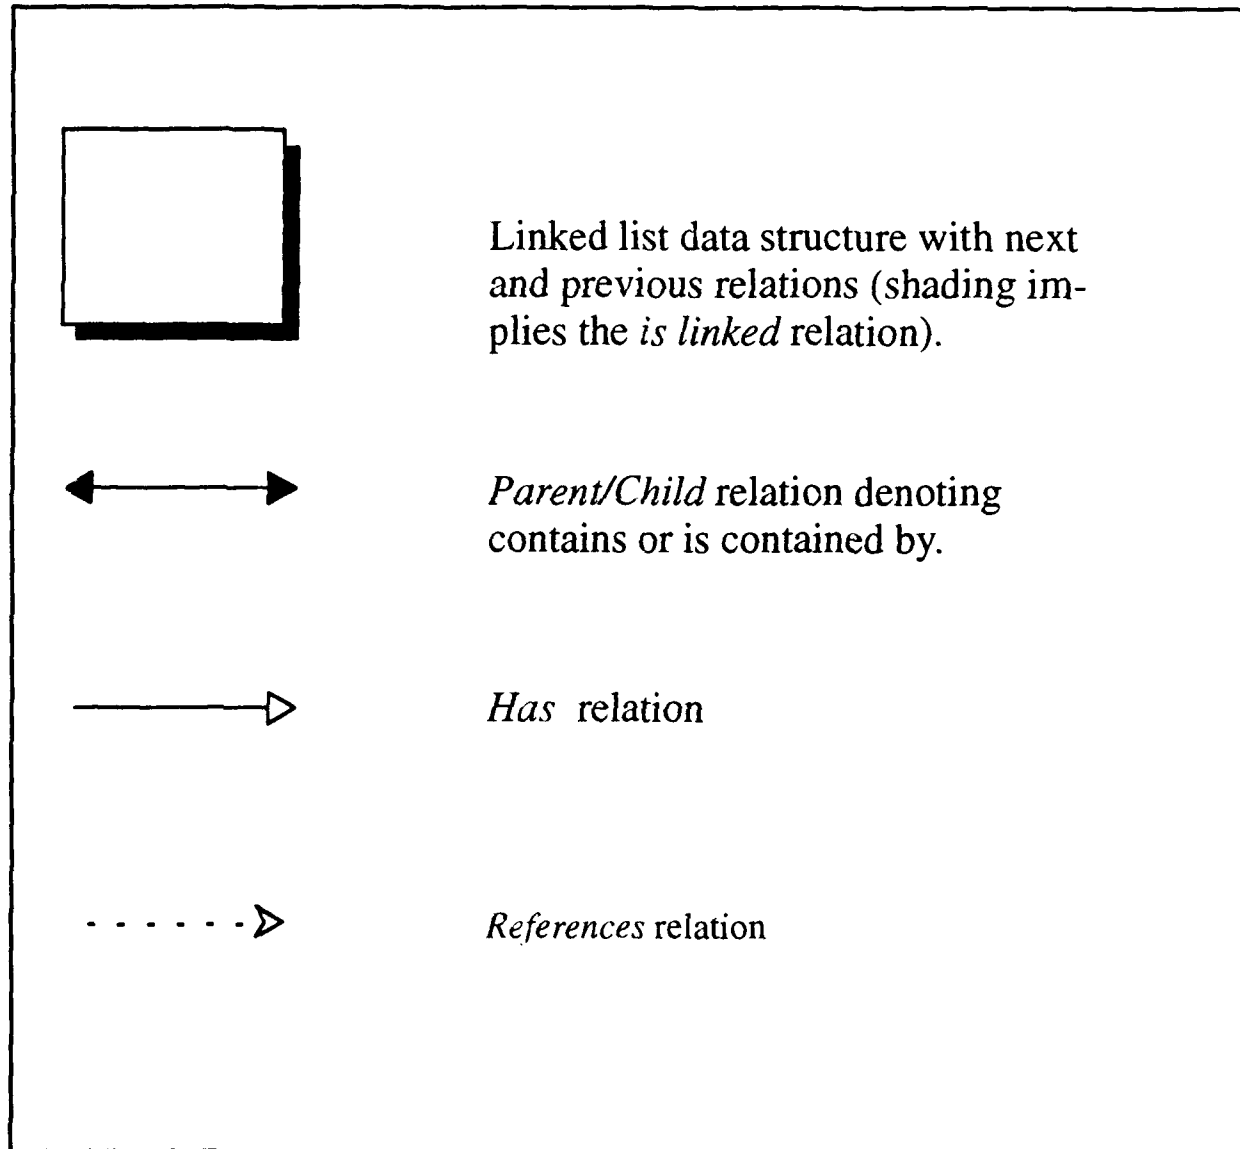 Linked list data structure with next
and previous relations (shading im-
plies the is linked relation).
Parent/Child relation denoting
contains or is contained by.
Has relation
References relation